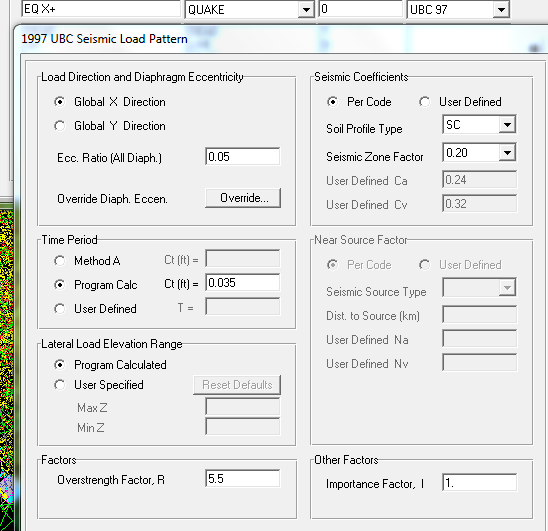 EQ X+ QUAKE 0 UBC 97
1997 UBC Seismic Load Pattern
Load Direction and Diaphragm Eccentricity
Global X Direction
Global Y Direction
Ecc. Ratio (All Diaph.) 0.05
Override Diaph. Eccen. Override...
Time Period
Method A Ct (ft) =
Program Calc Ct (ft) = 0.035
User Defined T =
Lateral Load Elevation Range
Program Calculated
User Specified Reset Defaults
Max Z
Min Z
Factors
Overstrength Factor, R 5.5
Seismic Coefficients
Per Code User Defined
Soil Profile Type SC
Seismic Zone Factor 0.20
User Defined Ca 0.24
User Defined Cv 0.32
Near Source Factor
Per Code User Defined
Seismic Source Type
Dist. to Source (km)
User Defined Na
User Defined Nv
Other Factors
Importance Factor, I 1.